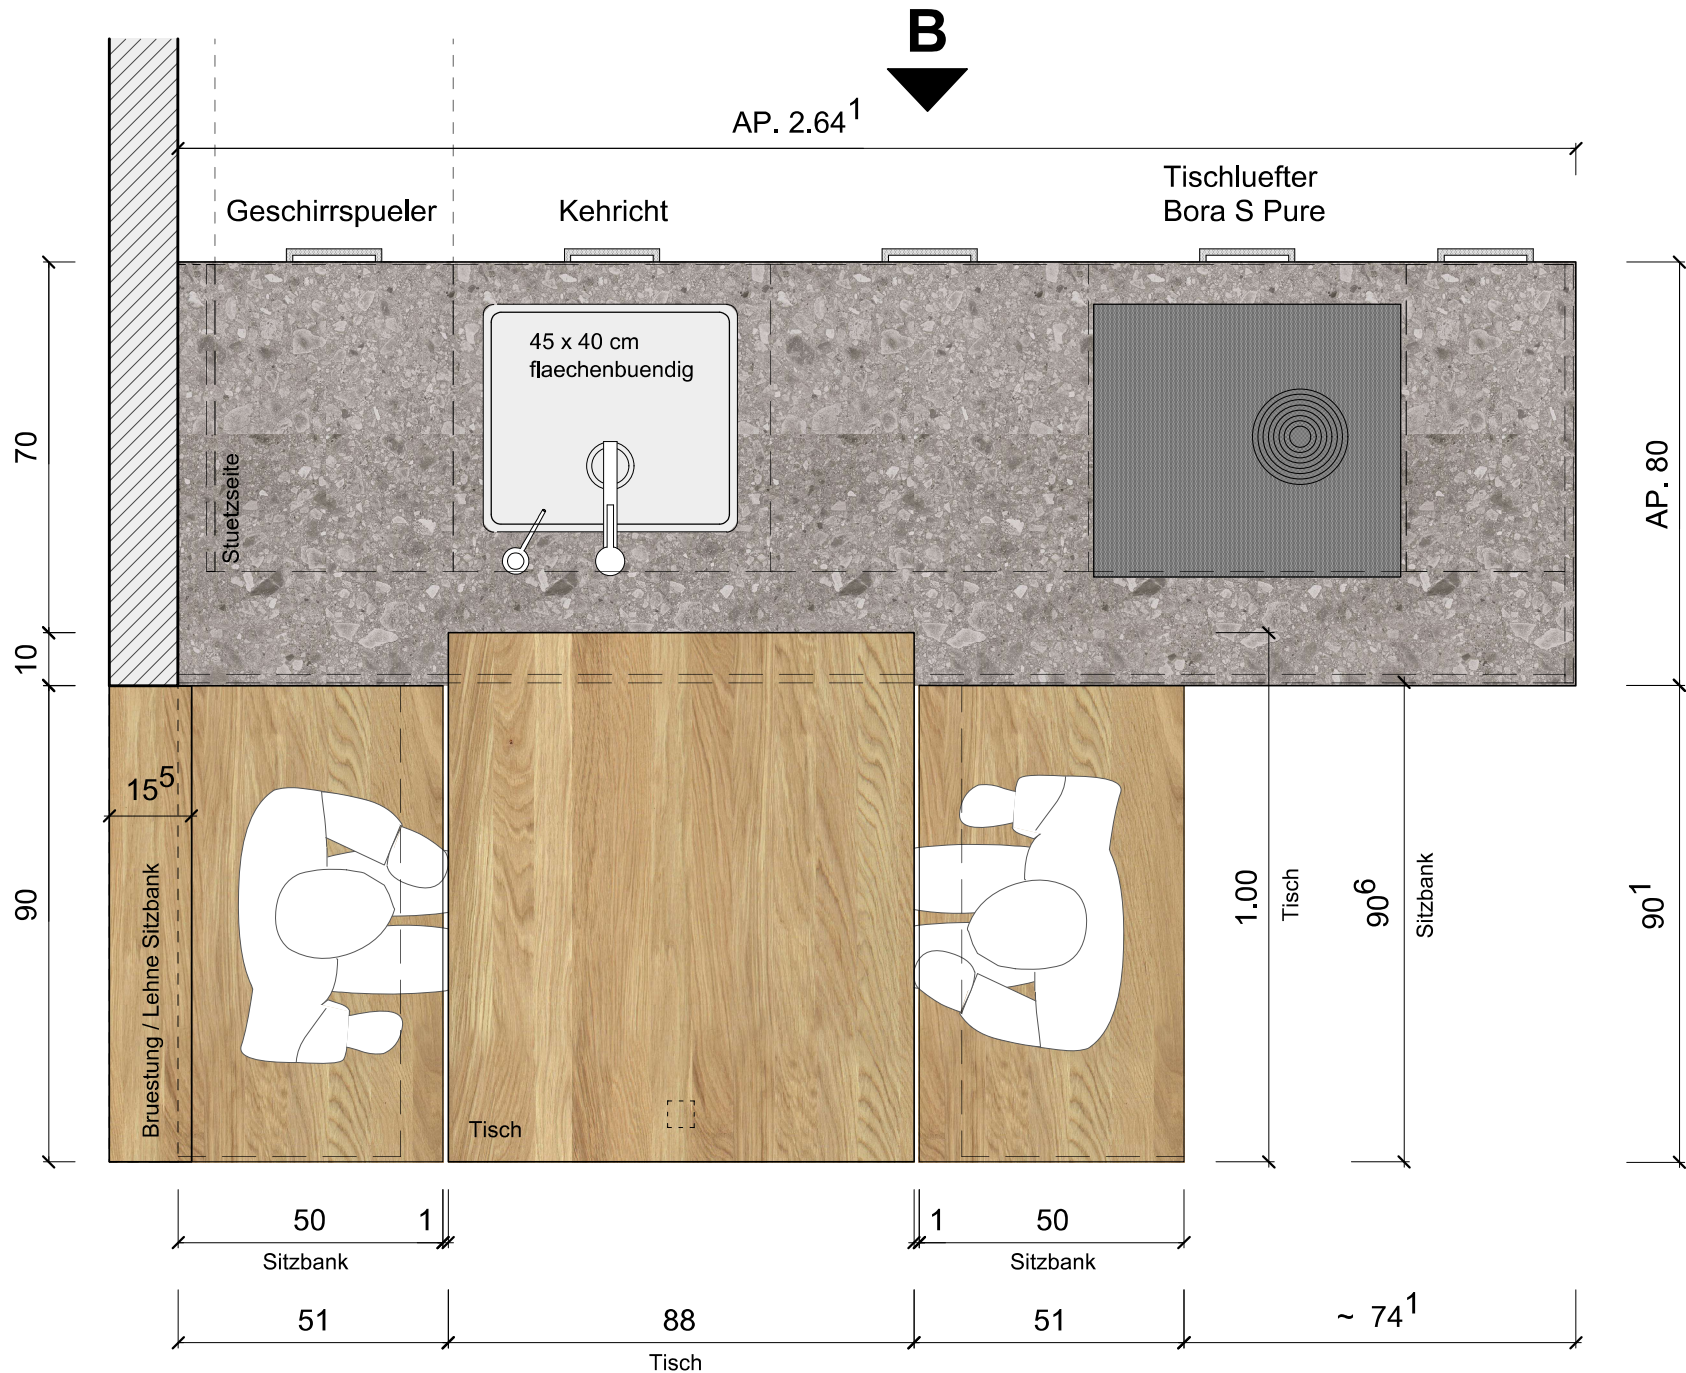 B
AP. 2.64¹
Tischluefter
Bora S Pure
Geschirrspueler
Kehricht
45 x 40 cm
flaechenbuendig
Stuetzseite
70
AP. 80
10
15⁵
Bruestung / Lehne Sitzbank
90
1.00
Tisch
90⁶
Sitzbank
90¹
Tisch
50
1
1
50
Sitzbank
Sitzbank
51
88
51
~ 74¹
Tisch